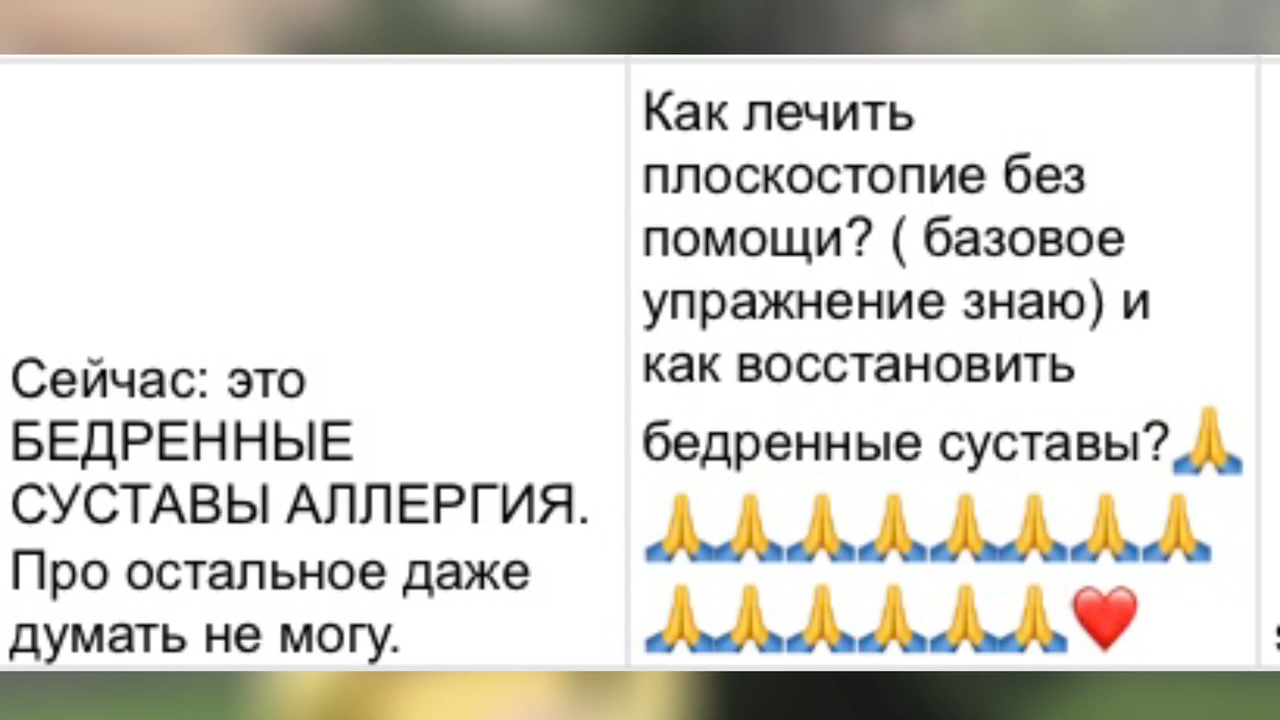 Сейчас: это
БЕДРЕННЫЕ
СУСТАВЫ АЛЛЕРГИЯ.
Про остальное даже
думать не могу.
Как лечить
плоскостопие без
помощи? ( базовое
упражнение знаю) и
как восстановить
бедренные суставы?🙏
🙏🙏🙏🙏🙏🙏🙏🙏
🙏🙏🙏🙏🙏🙏❤️